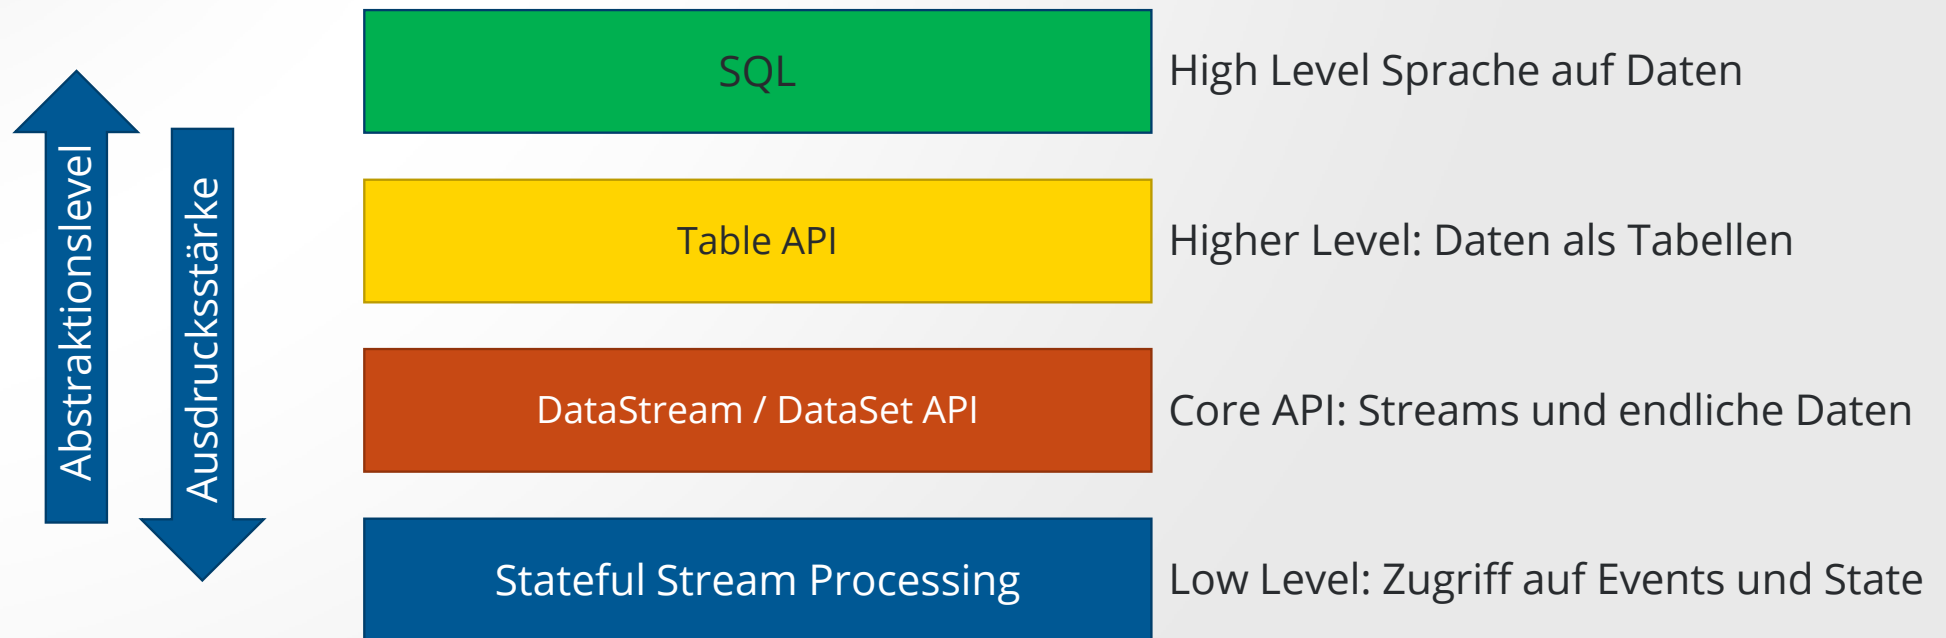 Abstraktionslevel
Ausdrucksstärke
SQL
High Level Sprache auf Daten
Table API
Higher Level: Daten als Tabellen
DataStream / DataSet API
Core API: Streams und endliche Daten
Stateful Stream Processing
Low Level: Zugriff auf Events und State